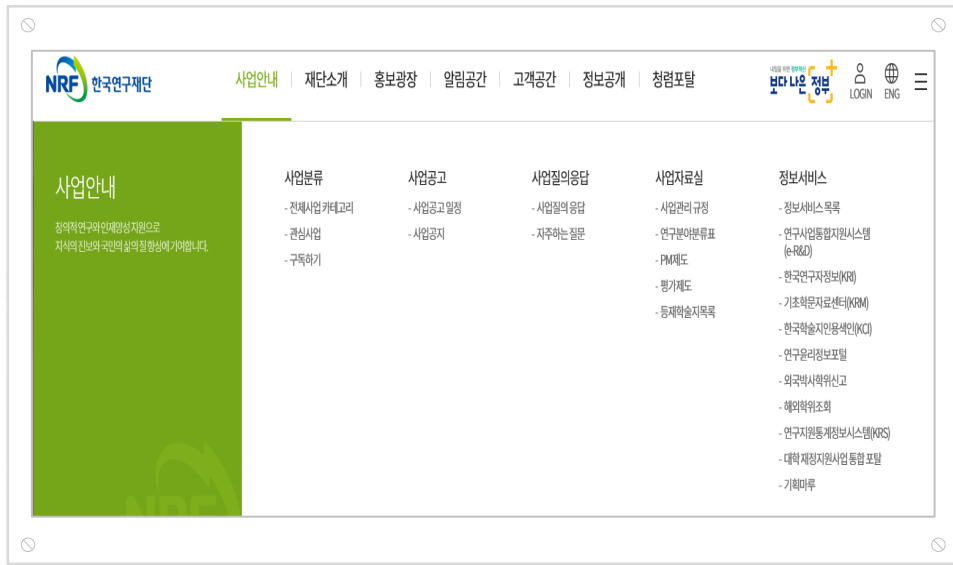 NRF 한국연구재단
사업안내 재단소개 홍보광장 알림공간 고객공간 정보공개 청렴포탈
내일을 위한 정부혁신
보다 나은 정부
LOGIN ENG
사업안내
창의적 연구와 인재양성 지원으로
지식의 진보와 국민의 삶의 질 향상에 기여합니다.
사업분류
- 전체사업 카테고리
- 관심사업
- 구독하기
사업공고
- 사업공고 일정
- 사업공지
사업질의응답
- 사업질의 응답
- 자주하는 질문
사업자료실
- 사업관리 규정
- 연구분야분류표
- PM제도
- 평가제도
- 등재학술지목록
정보서비스
- 정보서비스 목록
- 연구사업통합지원시스템
(e-R&D)
- 한국연구자정보(KRI)
- 기초학문자료센터(KRM)
- 한국학술지인용색인(KCI)
- 연구윤리정보포털
- 외국박사학위신고
- 해외학위조회
- 연구지원통계정보시스템(KRS)
- 대학 재정지원사업 통합 포탈
- 기획마루
NRF